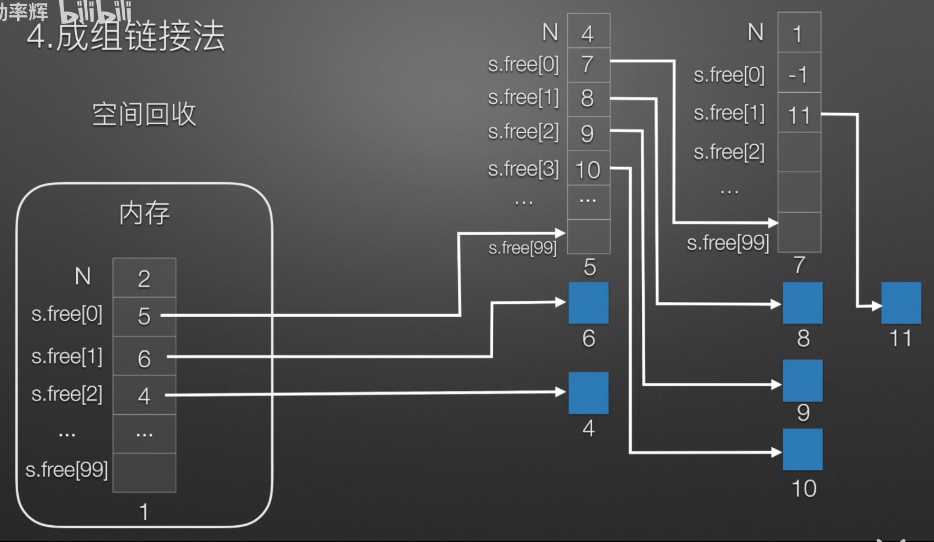 动率辉 bilibili
4.成组链接法
空间回收
内存
N 2
s.free[0] 5
s.free[1] 6
s.free[2] 4
... ...
s.free[99]
1
N 4
s.free[0] 7
s.free[1] 8
s.free[2] 9
s.free[3] 10
... ...
s.free[99]
5
6
4
N 1
s.free[0] -1
s.free[1] 11
s.free[2]
...
s.free[99]
7
8
9
10
11